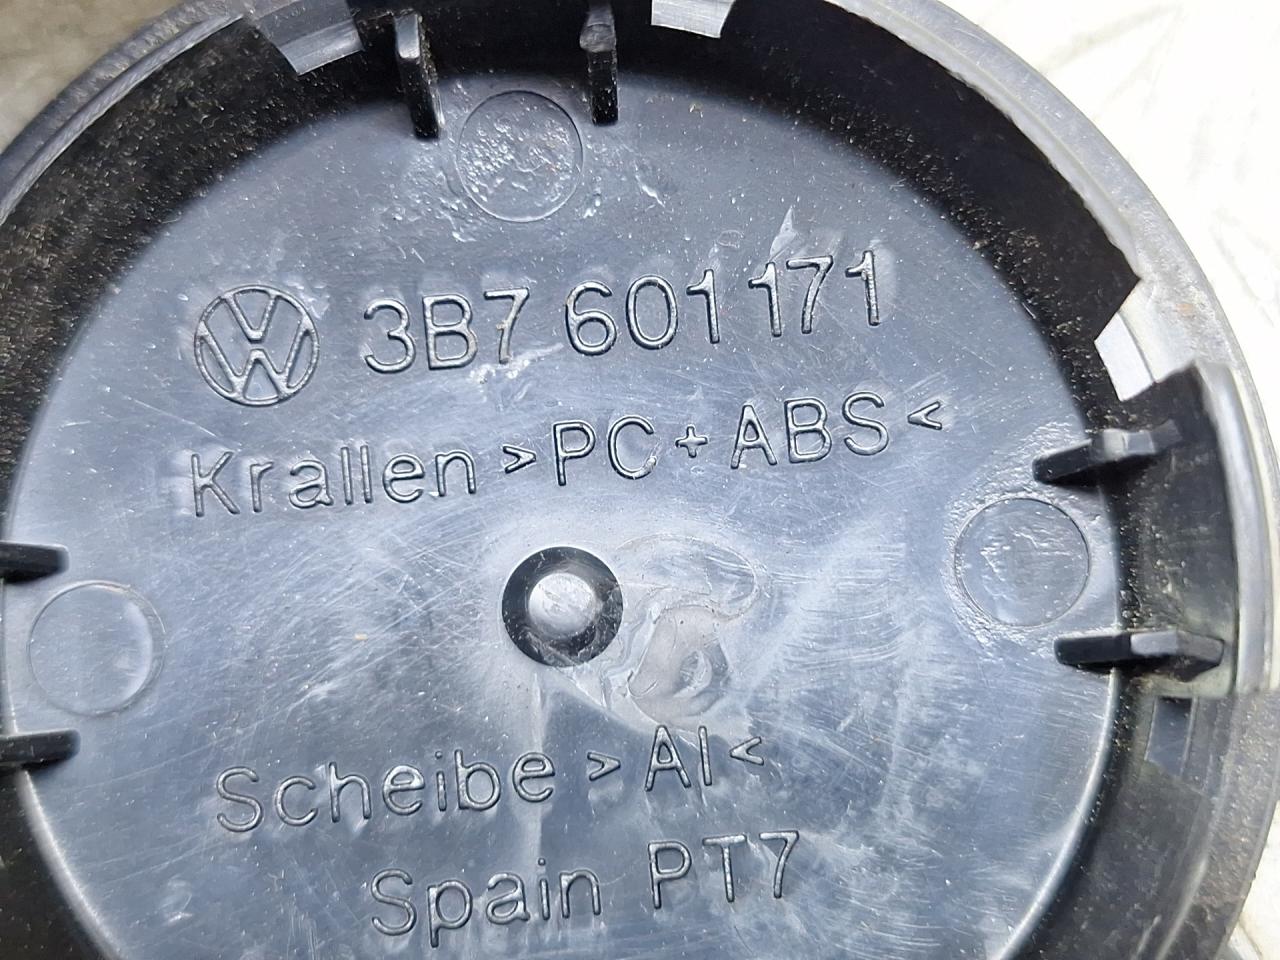 3B7 601 171
Krallen >PC+ABS<
Scheibe >Al<
Spain PT7